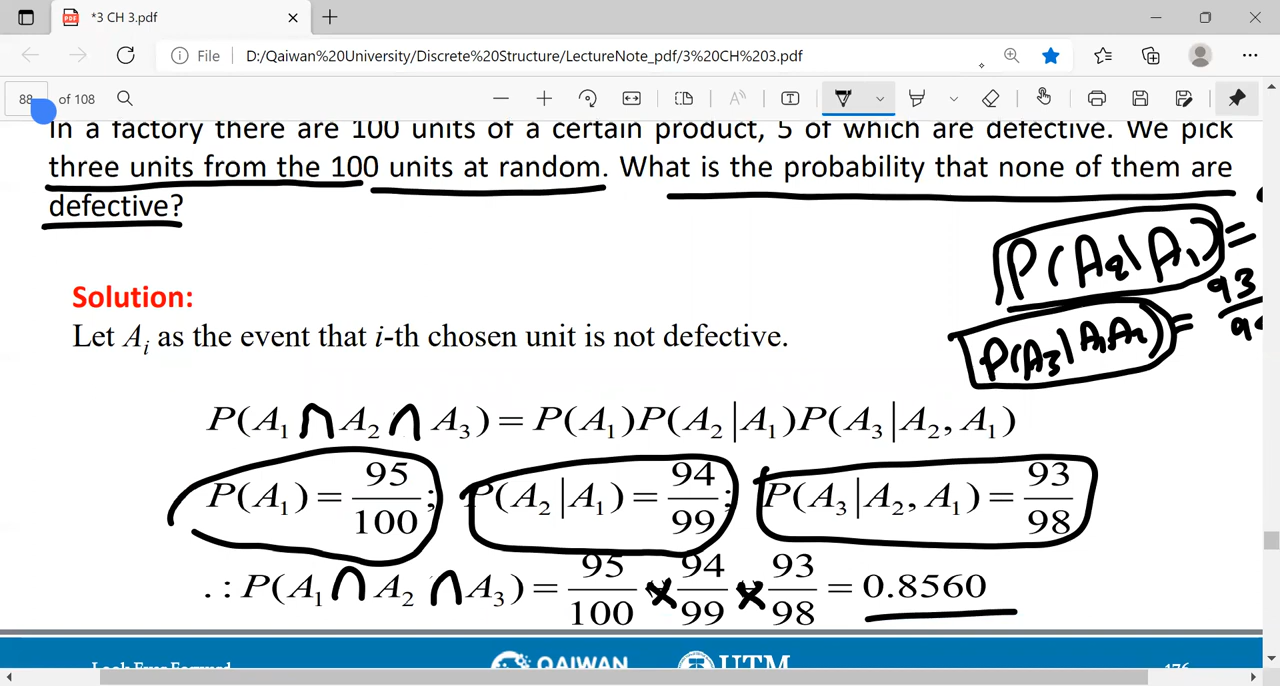 *3 CH 3.pdf
File D:/Qaiwan%20University/Discrete%20Structure/LectureNote_pdf/3%20CH%203.pdf
88 of 108
In a factory there are 100 units of a certain product, 5 of which are defective. We pick
three units from the 100 units at random. What is the probability that none of them are
defective?
P(A2|A1) =
Solution:
93
P(A3|A1A2) =
Let Ai as the event that i-th chosen unit is not defective.
P(A1 ∩ A2 ∩ A3) = P(A1)P(A2|A1)P(A3|A2, A1)
P(A1) = 95/100; P(A2|A1) = 94/99; P(A3|A2, A1) = 93/98
∴ P(A1 ∩ A2 ∩ A3) = 95/100 × 94/99 × 93/98 = 0.8560
QAIWAN UTM 176